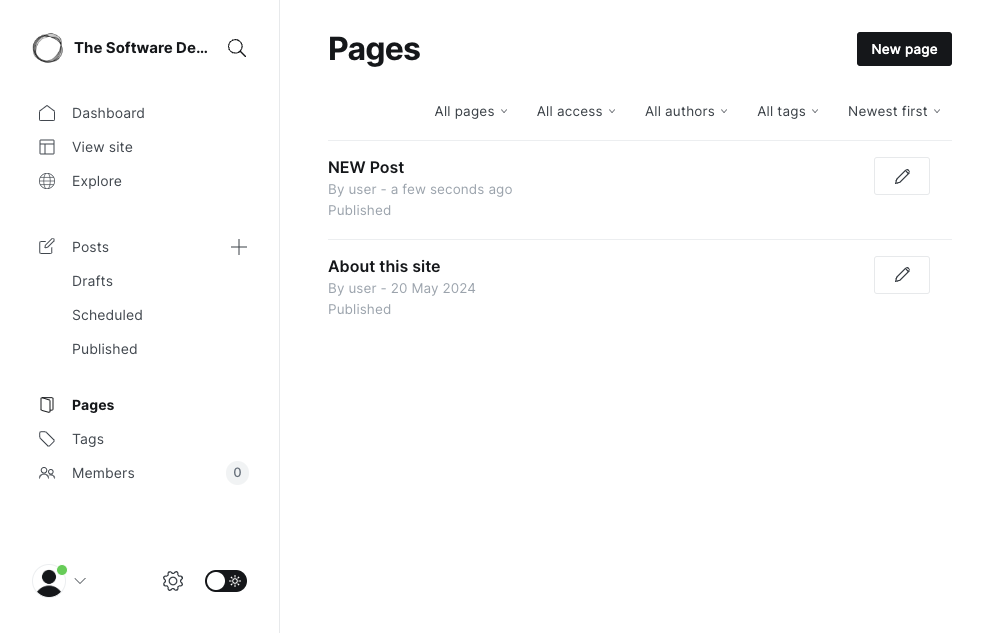 The Software De...
Dashboard
View site
Explore
Posts
Drafts
Scheduled
Published
Pages
Tags
Members
0
Pages
New page
All pages
All access
All authors
All tags
Newest first
NEW Post
By user - a few seconds ago
Published
About this site
By user - 20 May 2024
Published